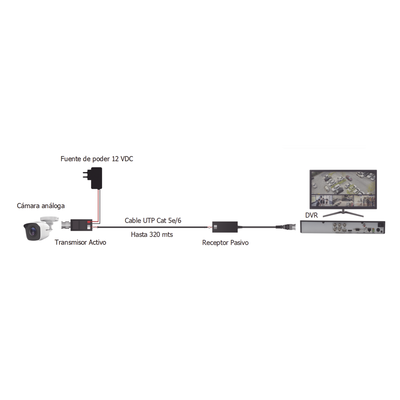 Fuente de poder 12 VDC
Cámara análoga
Cable UTP Cat 5e/6
DVR
Transmisor Activo
Hasta 320 mts
Receptor Pasivo